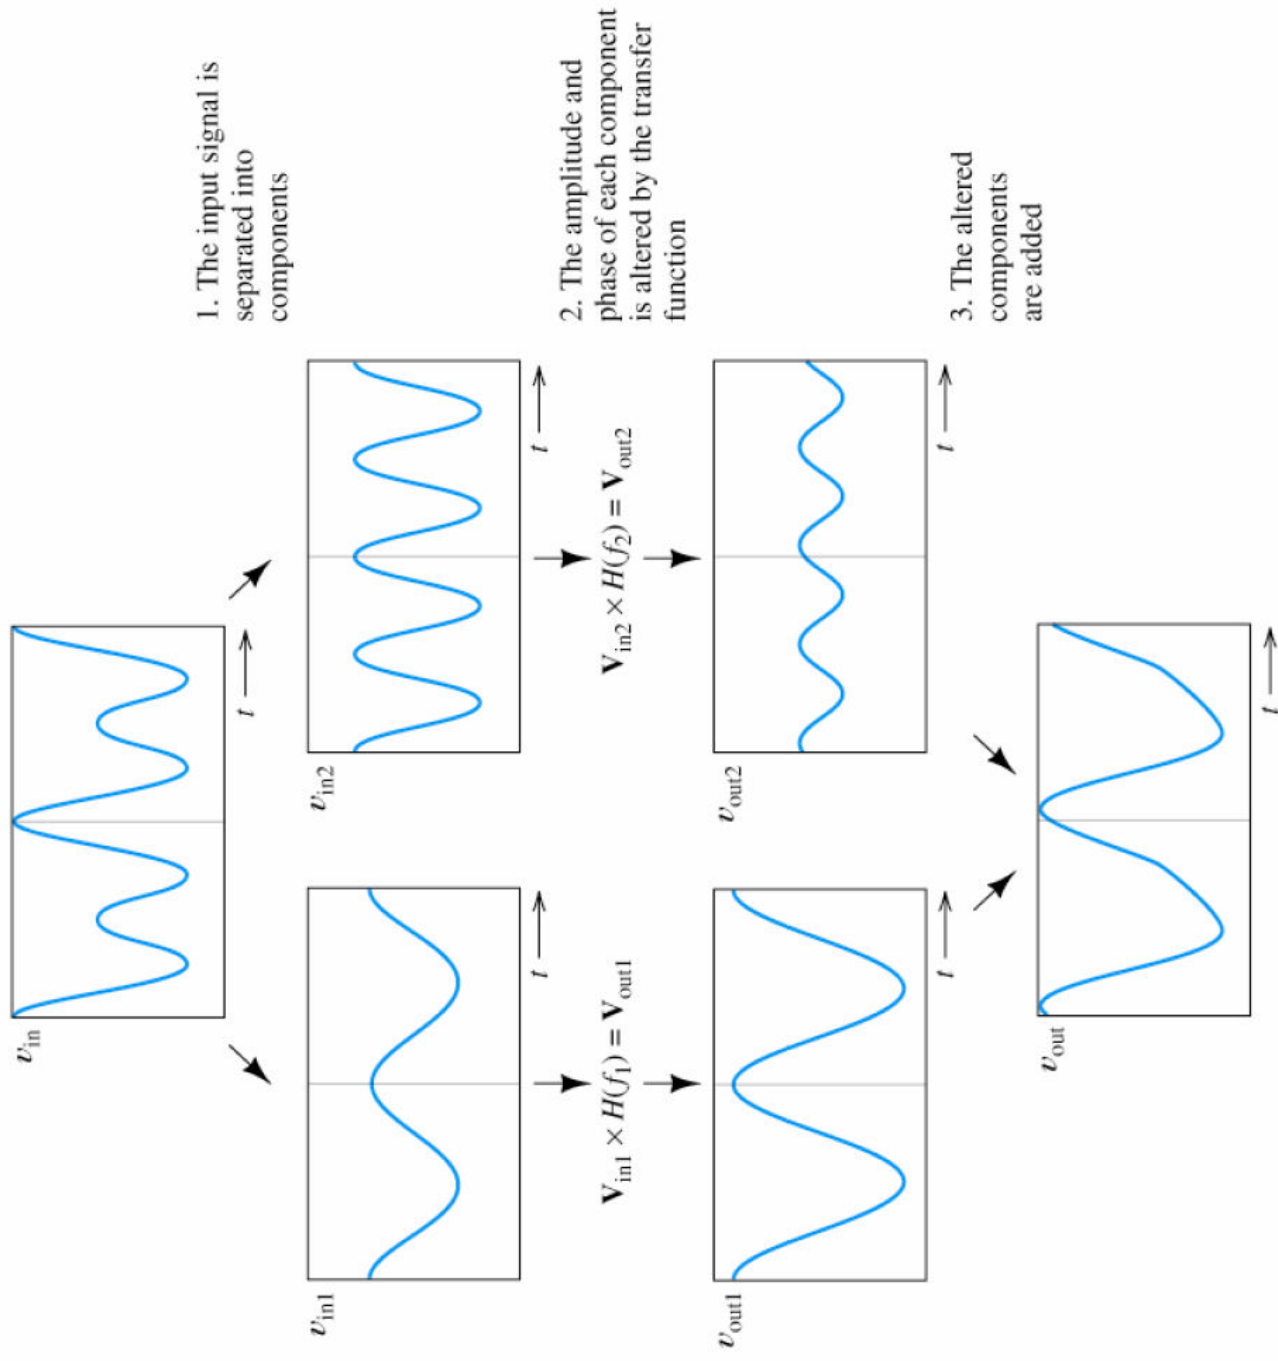 v_in
t
1. The input signal is
separated into
components
v_in1
t
v_in2
t
V_in1 × H(f_1) = V_out1
V_in2 × H(f_2) = V_out2
2. The amplitude and
phase of each component
is altered by the transfer
function
v_out1
t
v_out2
t
3. The altered
components
are added
v_out
t